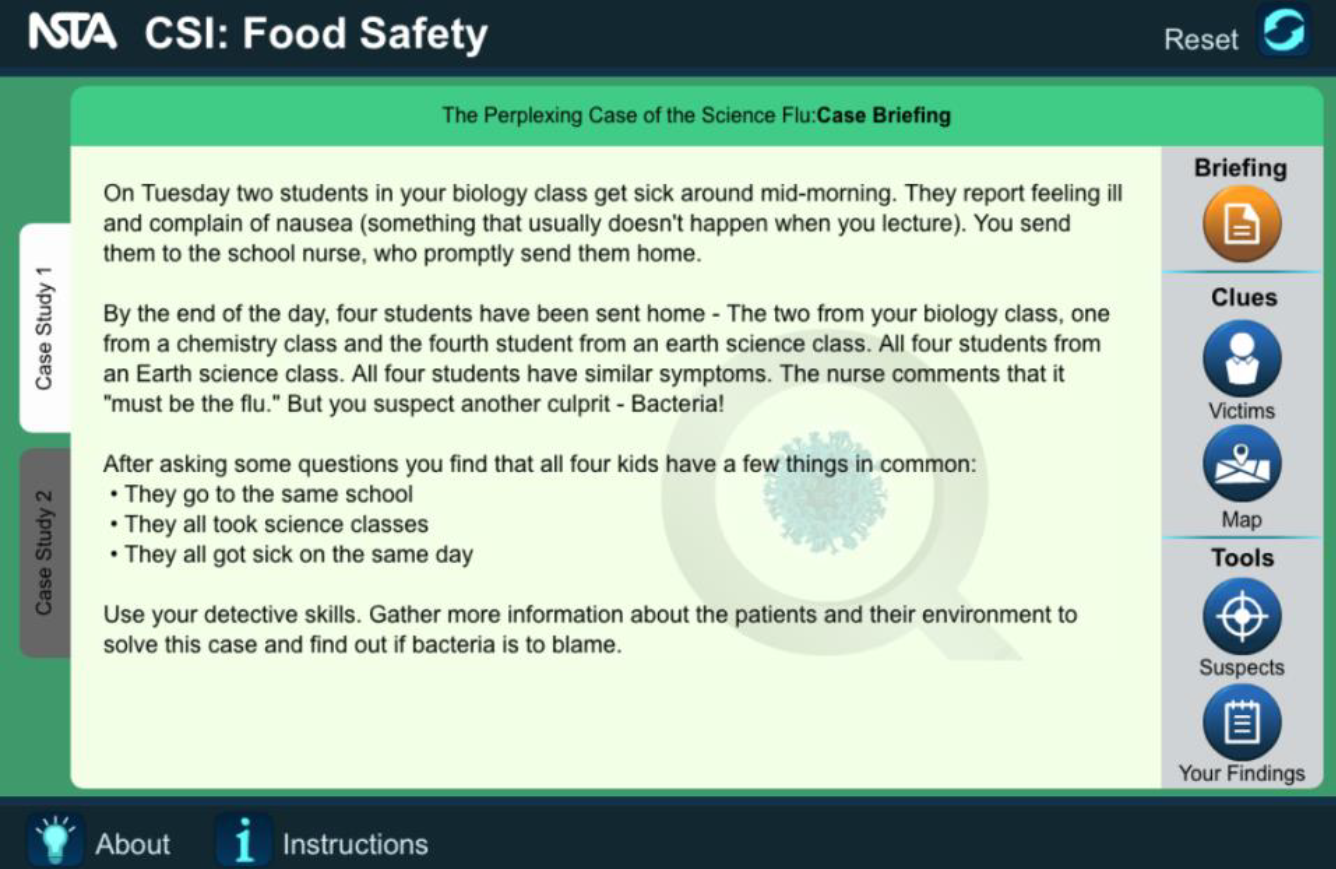 NSTA CSI: Food Safety
Reset
The Perplexing Case of the Science Flu:Case Briefing
Case Study 1
Case Study 2
On Tuesday two students in your biology class get sick around mid-morning. They report feeling ill
and complain of nausea (something that usually doesn't happen when you lecture). You send
them to the school nurse, who promptly send them home.
By the end of the day, four students have been sent home - The two from your biology class, one
from a chemistry class and the fourth student from an earth science class. All four students from
an Earth science class. All four students have similar symptoms. The nurse comments that it
"must be the flu." But you suspect another culprit - Bacteria!
After asking some questions you find that all four kids have a few things in common:
• They go to the same school
• They all took science classes
• They all got sick on the same day
Use your detective skills. Gather more information about the patients and their environment to
solve this case and find out if bacteria is to blame.
Briefing
Clues
Victims
Map
Tools
Suspects
Your Findings
About
Instructions